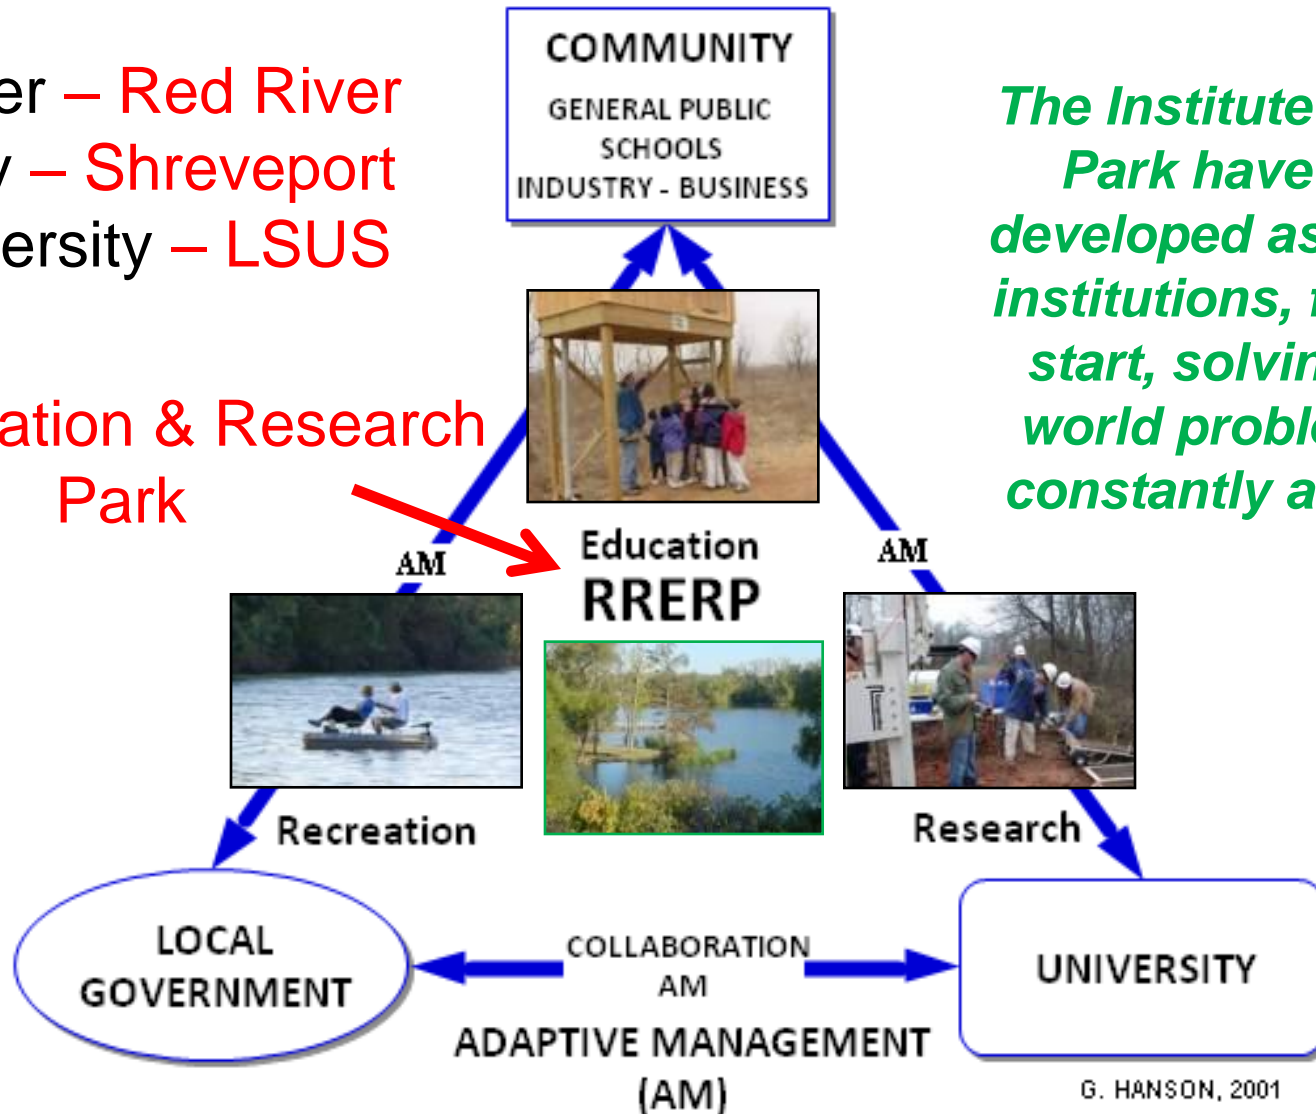 er – Red River
y – Shreveport
ersity – LSUS
ation & Research
Park
COMMUNITY
GENERAL PUBLIC
SCHOOLS
INDUSTRY - BUSINESS
The Institute
Park have
developed as
institutions, f
start, solvin
world proble
constantly a
AM
AM
Education
RRERP
Recreation
Research
LOCAL
GOVERNMENT
COLLABORATION
AM
ADAPTIVE MANAGEMENT
(AM)
UNIVERSITY
G. HANSON, 2001